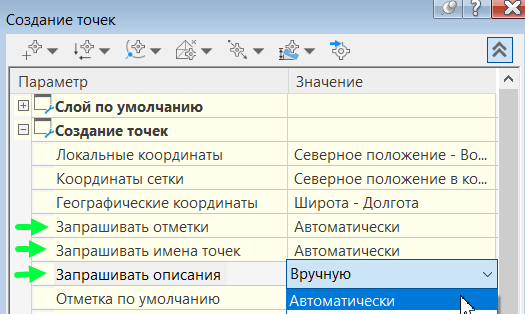 Создание точек
Параметр Значение
Слой по умолчанию
Создание точек
Локальные координаты Северное положение - Во...
Координаты сетки Северное положение в ко...
Географические координаты Широта - Долгота
Запрашивать отметки Автоматически
Запрашивать имена точек Автоматически
Запрашивать описания Вручную
Отметка по умолчанию Автоматически